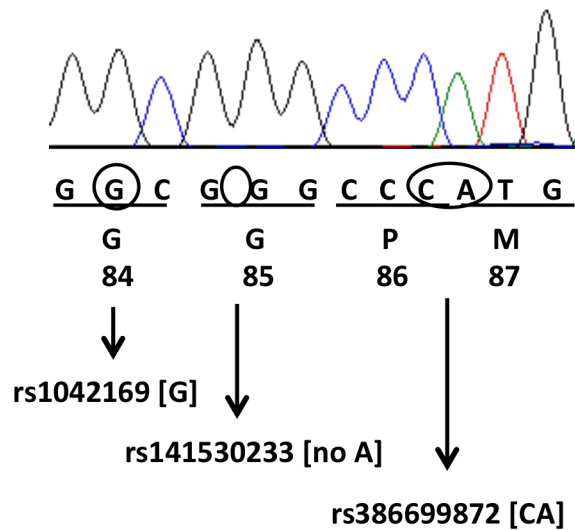 G G C G G G C C C A T G
G G P M
84 85 86 87
rs1042169 [G]
rs141530233 [no A]
rs386699872 [CA]